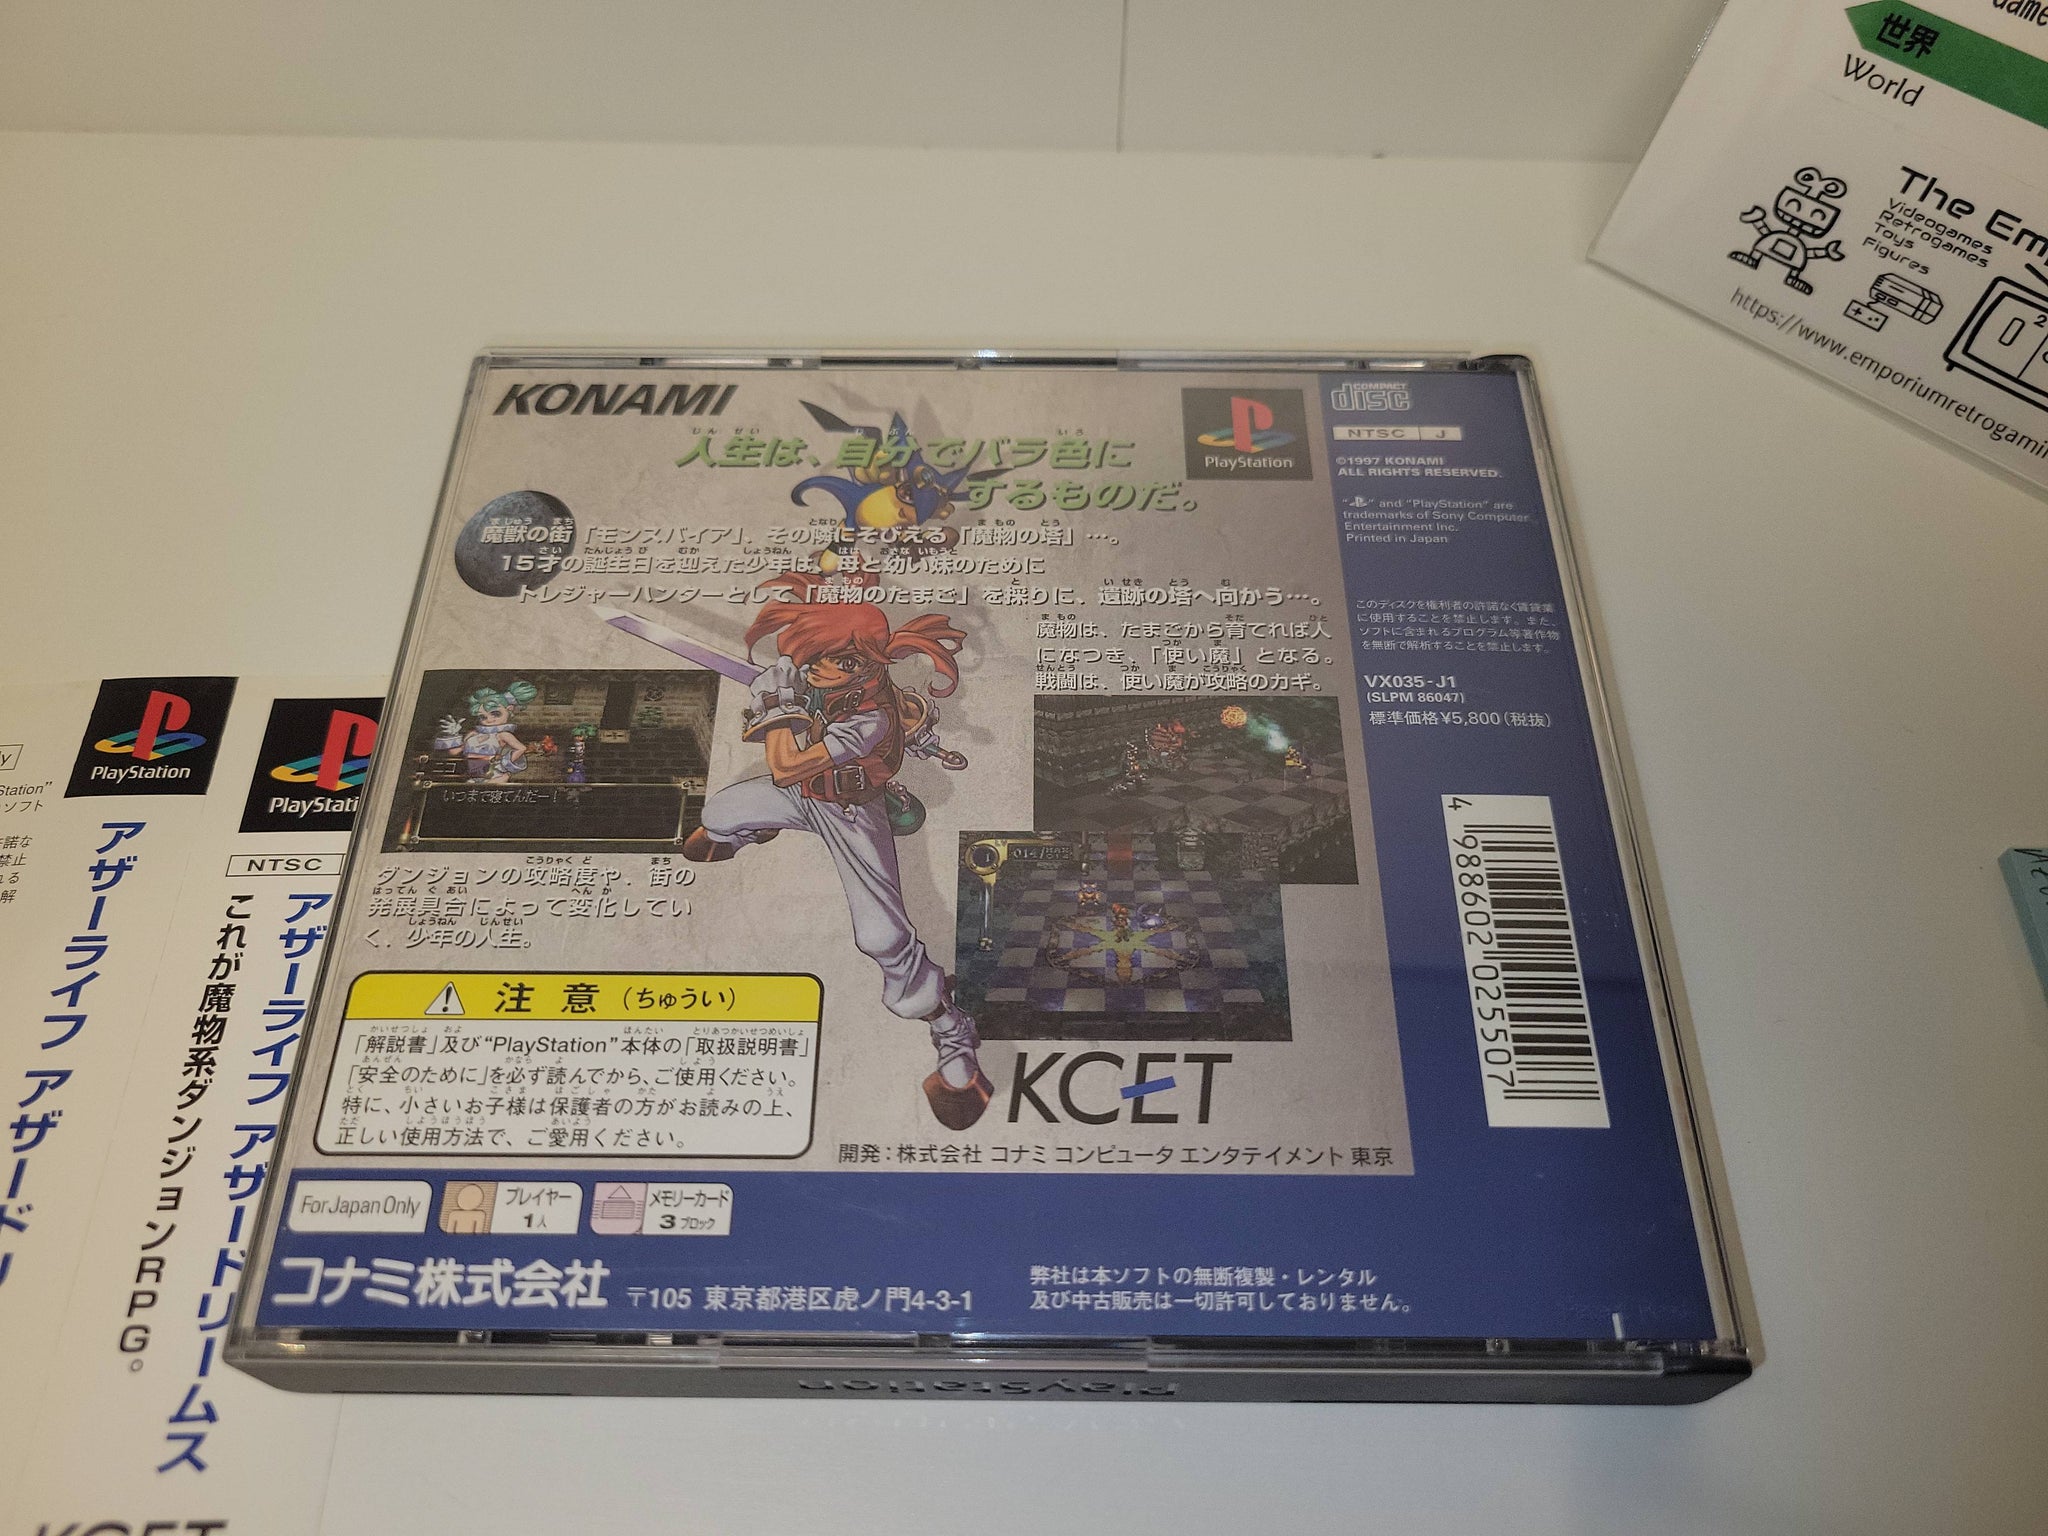 KONAMI
人生は、自分でバラ色に
するものだ。
PlayStation
魔獣の街「モンスバイア」、その隣にそびえる「魔物の塔」…。
15才の誕生日を迎えた少年は、母と幼い妹のために
トレジャーハンターとして「魔物のたまご」を採りに、遺跡の塔へ向かう…。
魔物は、たまごから育てれば人
になつき、「使い魔」となる。
戦闘は、使い魔が攻略のカギ。
ニコ
いつまで寝てんだー!
ダンジョンの攻略度や、街の
発展具合によって変化してい
く、少年の人生。
注意(ちゅうい)
「解説書」及び“PlayStation”本体の「取扱説明書」
「安全のために」を必ず読んでから、ご使用ください。
特に、小さいお子様は保護者の方がお読みの上、
正しい使用方法で、ご愛用ください。
KCET
開発:株式会社 コナミ コンピュータ エンタテイメント 東京
For Japan Only
プレイヤー
1人
メモリーカード
3ブロック
コナミ株式会社 〒105 東京都港区虎ノ門4-3-1
弊社は本ソフトの無断複製・レンタル
及び中古販売は一切許可しておりません。
COMPACT
disc
NTSC J
©1997 KONAMI
ALL RIGHTS RESERVED.
" " and "PlayStation" are
trademarks of Sony Computer
Entertainment Inc.
Printed in Japan
このディスクを権利者の許諾なく賃貸業
に使用することを禁止します。また、
ソフトに含まれるプログラム等著作物
を無断で解析することを禁止します。
VX035-J1
(SLPM 86047)
標準価格¥5,800(税抜)
4 988602 025507
PlayStation
PlayStation
アザーライフ アザード
PlayStati
NTSC
アザーライフ アザードリームス
これが魔物系ダンジョンRPG。
KCET
世界
World
The Em
Videogames
Retrogames
Toys
Figures
https://www.emporiumretrogami